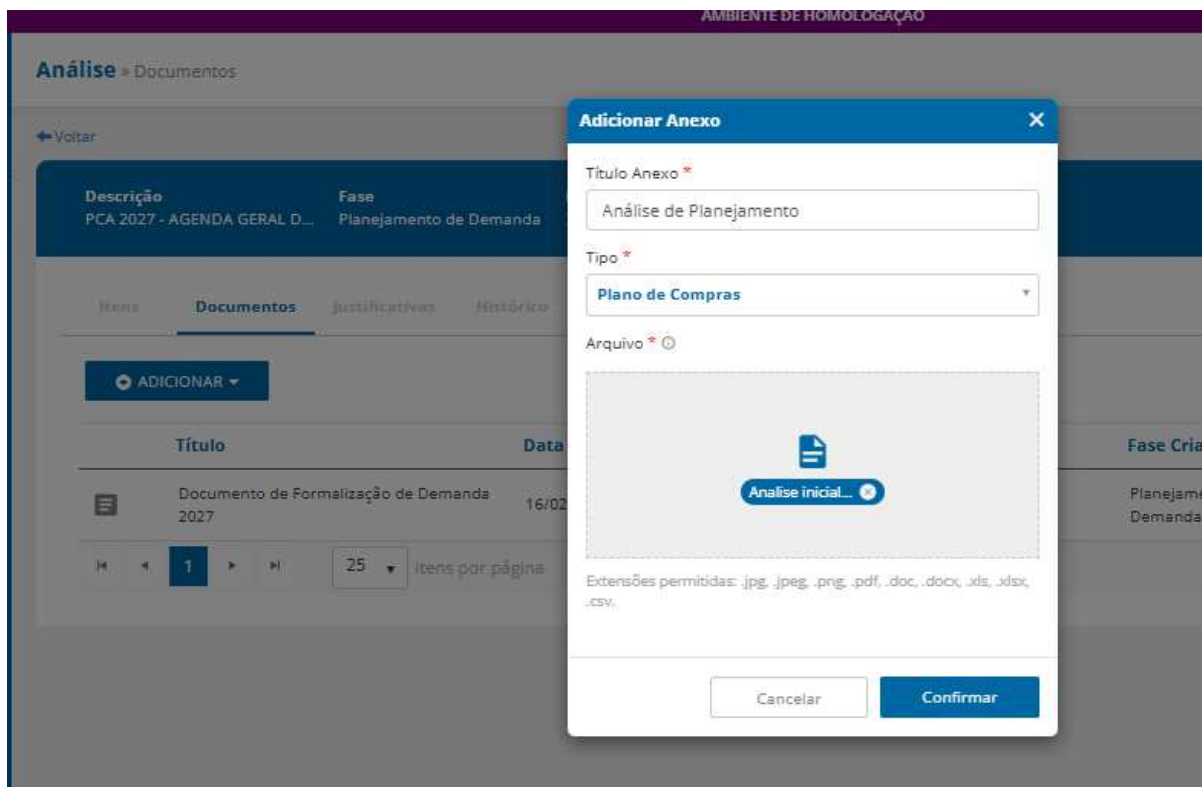 AMBIENTE DE HOMOLOGAÇÃO
Análise » Documentos
Voltar
Descrição
PCA 2027 - AGENDA GERAL D...
Fase
Planejamento de Demanda
Itens Documentos Justificativas Histórico
ADICIONAR
Título Data Fase Cria
Documento de Formalização de Demanda
2027
16/02
Planejame
Demanda
1 25 itens por página
Adicionar Anexo
Título Anexo *
Análise de Planejamento
Tipo *
Plano de Compras
Arquivo *
Analise inicial...
Extensões permitidas: .jpg, .jpeg, .png, .pdf, .doc, .docx, .xls, .xlsx,
.csv.
Cancelar Confirmar